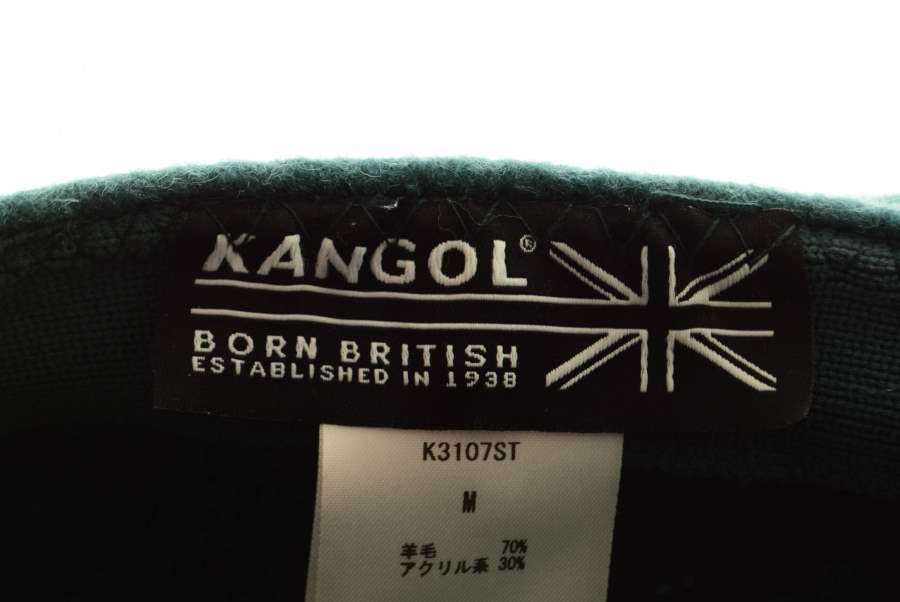 KANGOL®
BORN BRITISH
ESTABLISHED IN 1938
K3107ST
M
羊毛 70%
アクリル系 30%